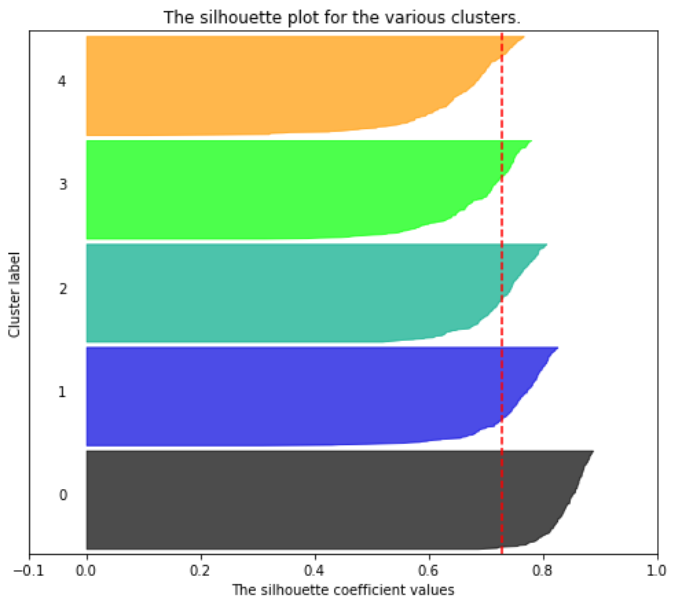 The silhouette plot for the various clusters.
4
3
2
1
0
Cluster label
−0.1 0.0 0.2 0.4 0.6 0.8 1.0
The silhouette coefficient values